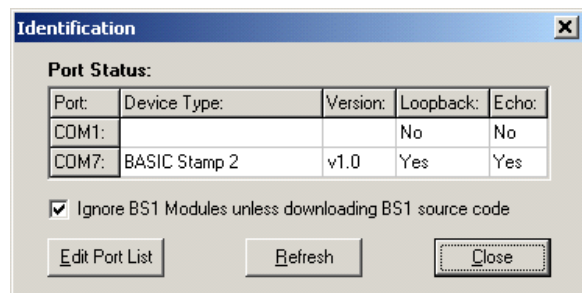 Identification
Port Status:
Port: Device Type: Version: Loopback: Echo:
COM1: No No
COM7: BASIC Stamp 2 v1.0 Yes Yes
Ignore BS1 Modules unless downloading BS1 source code
Edit Port List Refresh Close